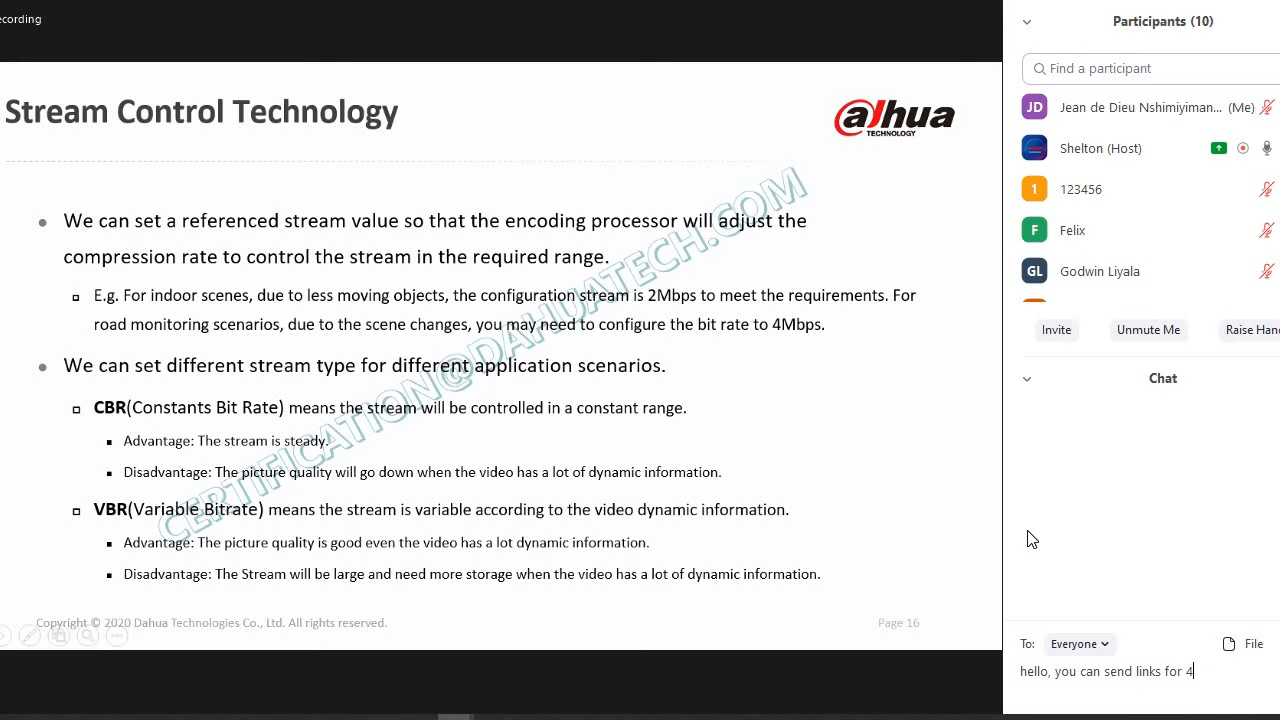 ecording
Stream Control Technology
alhua
TECHNOLOGY
We can set a referenced stream value so that the encoding processor will adjust the
compression rate to control the stream in the required range.
E.g. For indoor scenes, due to less moving objects, the configuration stream is 2Mbps to meet the requirements. For
road monitoring scenarios, due to the scene changes, you may need to configure the bit rate to 4Mbps.
We can set different stream type for different application scenarios.
CBR(Constants Bit Rate) means the stream will be controlled in a constant range.
Advantage: The stream is steady.
Disadvantage: The picture quality will go down when the video has a lot of dynamic information.
VBR(Variable Bitrate) means the stream is variable according to the video dynamic information.
Advantage: The picture quality is good even the video has a lot dynamic information.
Disadvantage: The Stream will be large and need more storage when the video has a lot of dynamic information.
CERTIFICATION@DAHUATECH.COM
Copyright © 2020 Dahua Technologies Co., Ltd. All rights reserved.
Page 16
Participants (10)
Find a participant
JD Jean de Dieu Nshimiyiman... (Me)
Shelton (Host)
1 123456
F Felix
GL Godwin Liyala
Invite Unmute Me Raise Han
Chat
To: Everyone File
hello, you can send links for 4